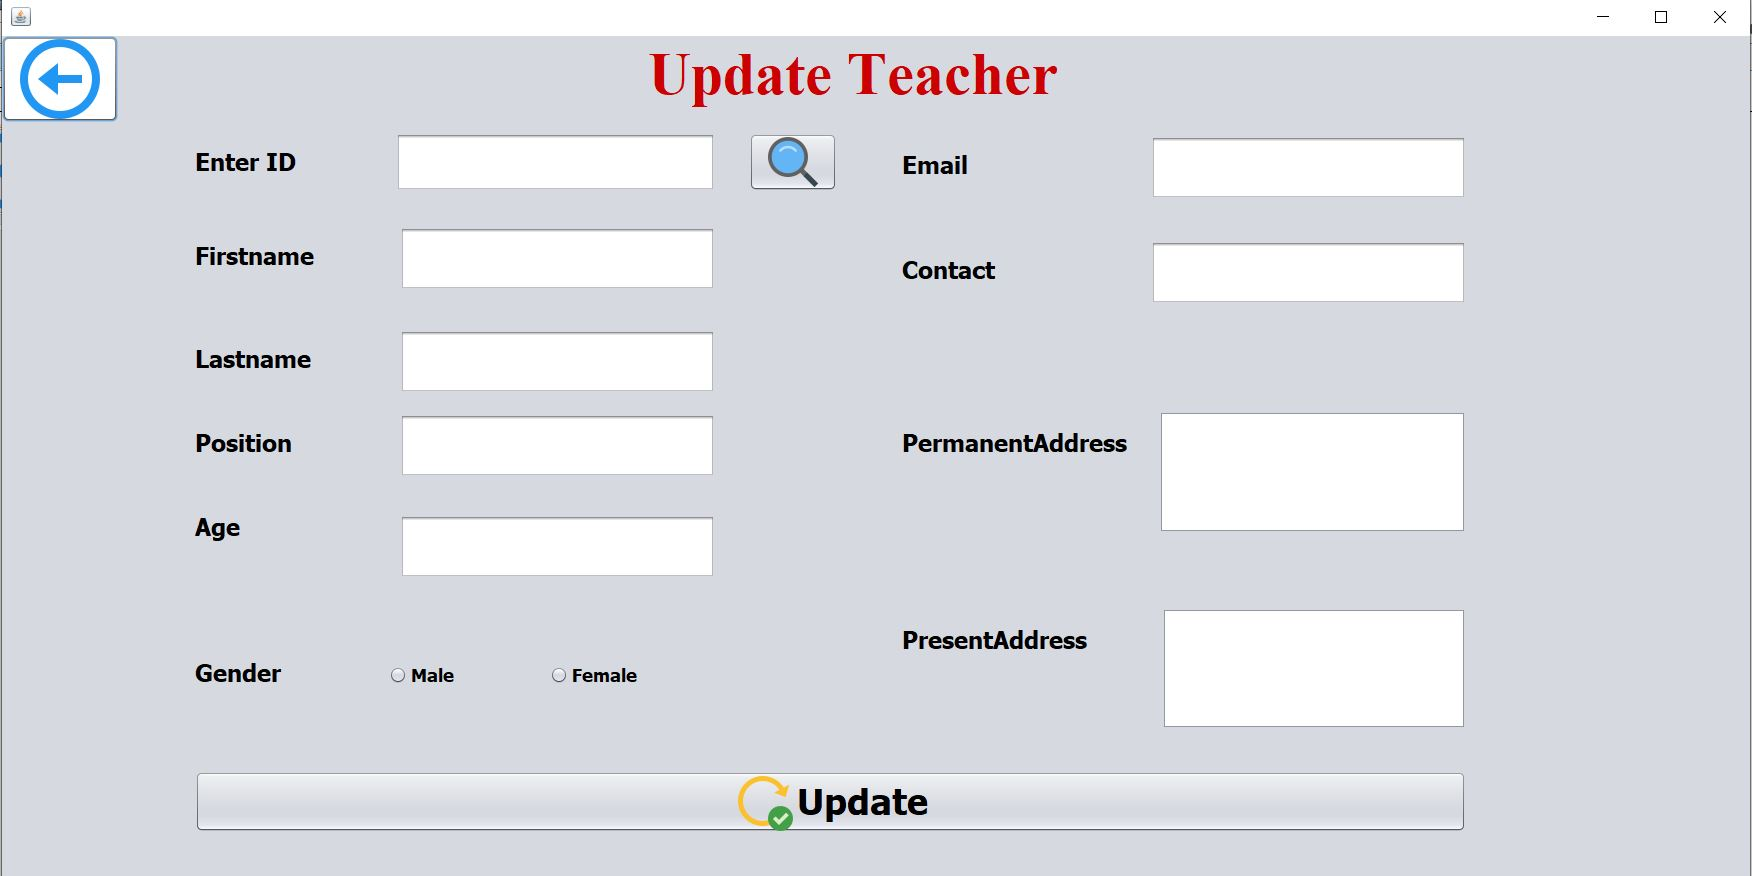 Update Teacher
Enter ID
Email
Firstname
Contact
Lastname
Position
PermanentAddress
Age
PresentAddress
Gender
Male
Female
Update